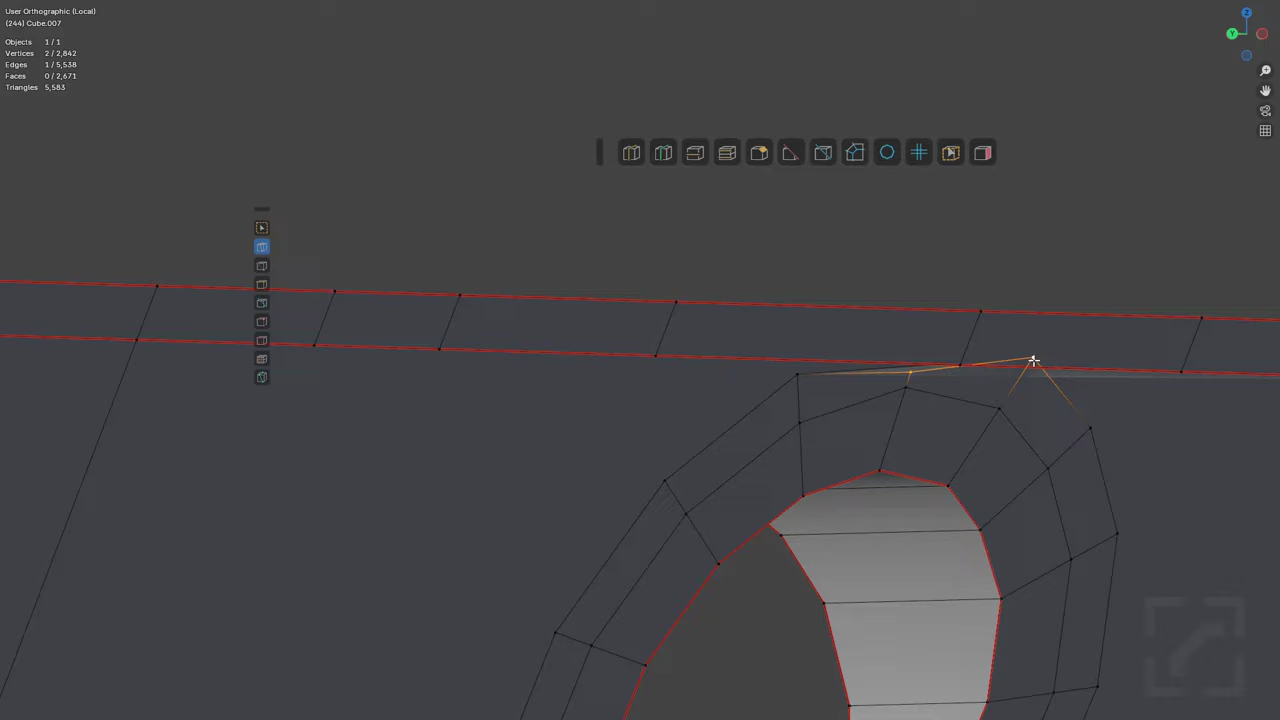 User Orthographic (Local)
(244) Cube.007
Objects 1 / 1
Vertices 2 / 2,842
Edges 1 / 5,538
Faces 0 / 2,671
Triangles 5,583
Z
Y